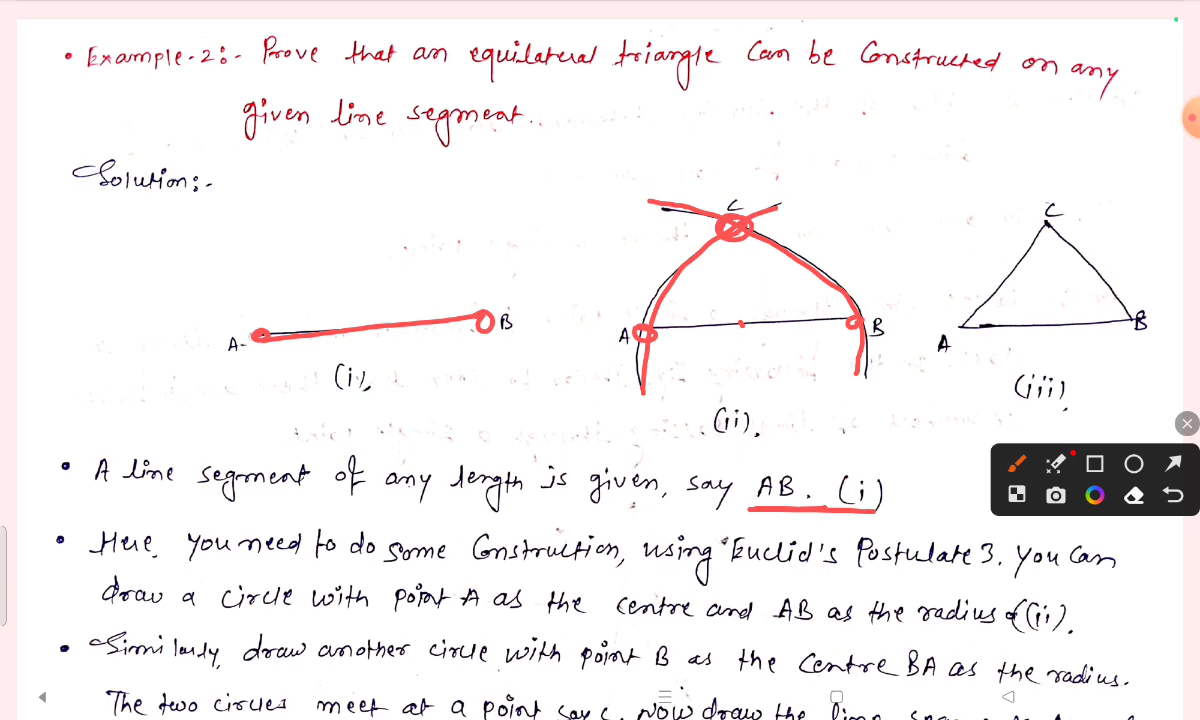 • Example-2:- Prove that an equilateral triangle can be constructed on any
given line segment..
Solution:-
A- B
(i),
C
A B
(ii),
C
A B
(iii),
• A line segment of any length is given, say AB. (i)
• Here you need to do some construction, using "Euclid's Postulate 3, you can
draw a circle with point A as the centre and AB as the radius (ii).
• Similarly, draw another circle with point B as the centre BA as the radius.
The two circles meet at a point say C. Now draw the line